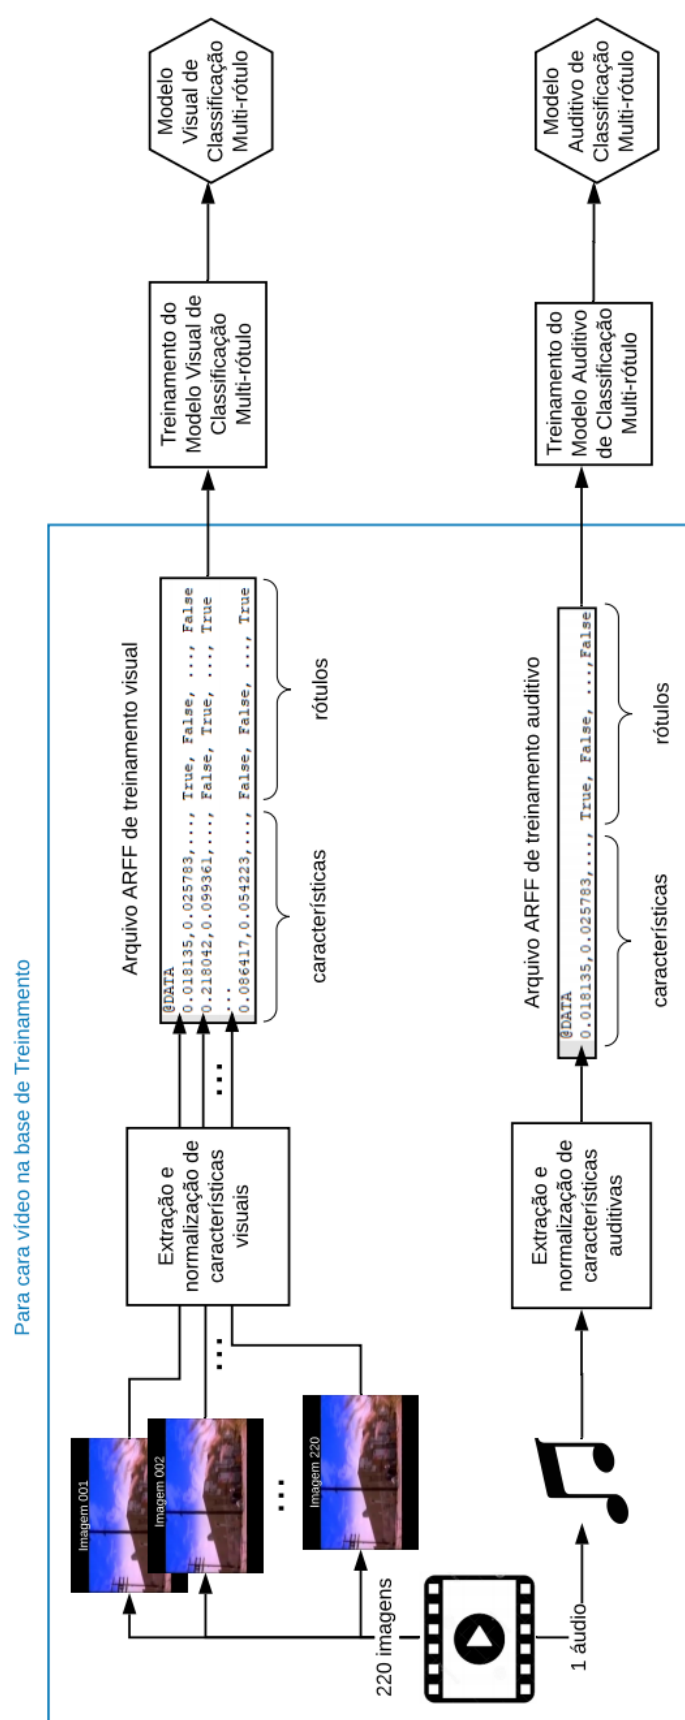 Para cara vídeo na base de Treinamento
Imagem 001
Imagem 002
...
Imagem 220
220 imagens
...
Extração e
normalização de
características
visuais
...
Arquivo ARFF de treinamento visual
@DATA
0.018135,0.025783,..., True, False, ..., False
0.218042,0.099361,..., False, True, ..., True
...
0.086417,0.054223,..., False, False, ..., True
características
rótulos
Treinamento do
Modelo Visual de
Classificação
Multi-rótulo
Modelo
Visual de
Classificação
Multi-rótulo
1 áudio
Extração e
normalização de
características
auditivas
Arquivo ARFF de treinamento auditivo
@DATA
0.018135,0.025783,..., True, False, ...,False
características
rótulos
Treinamento do
Modelo Auditivo
de Classificação
Multi-rótulo
Modelo
Auditivo de
Classificação
Multi-rótulo